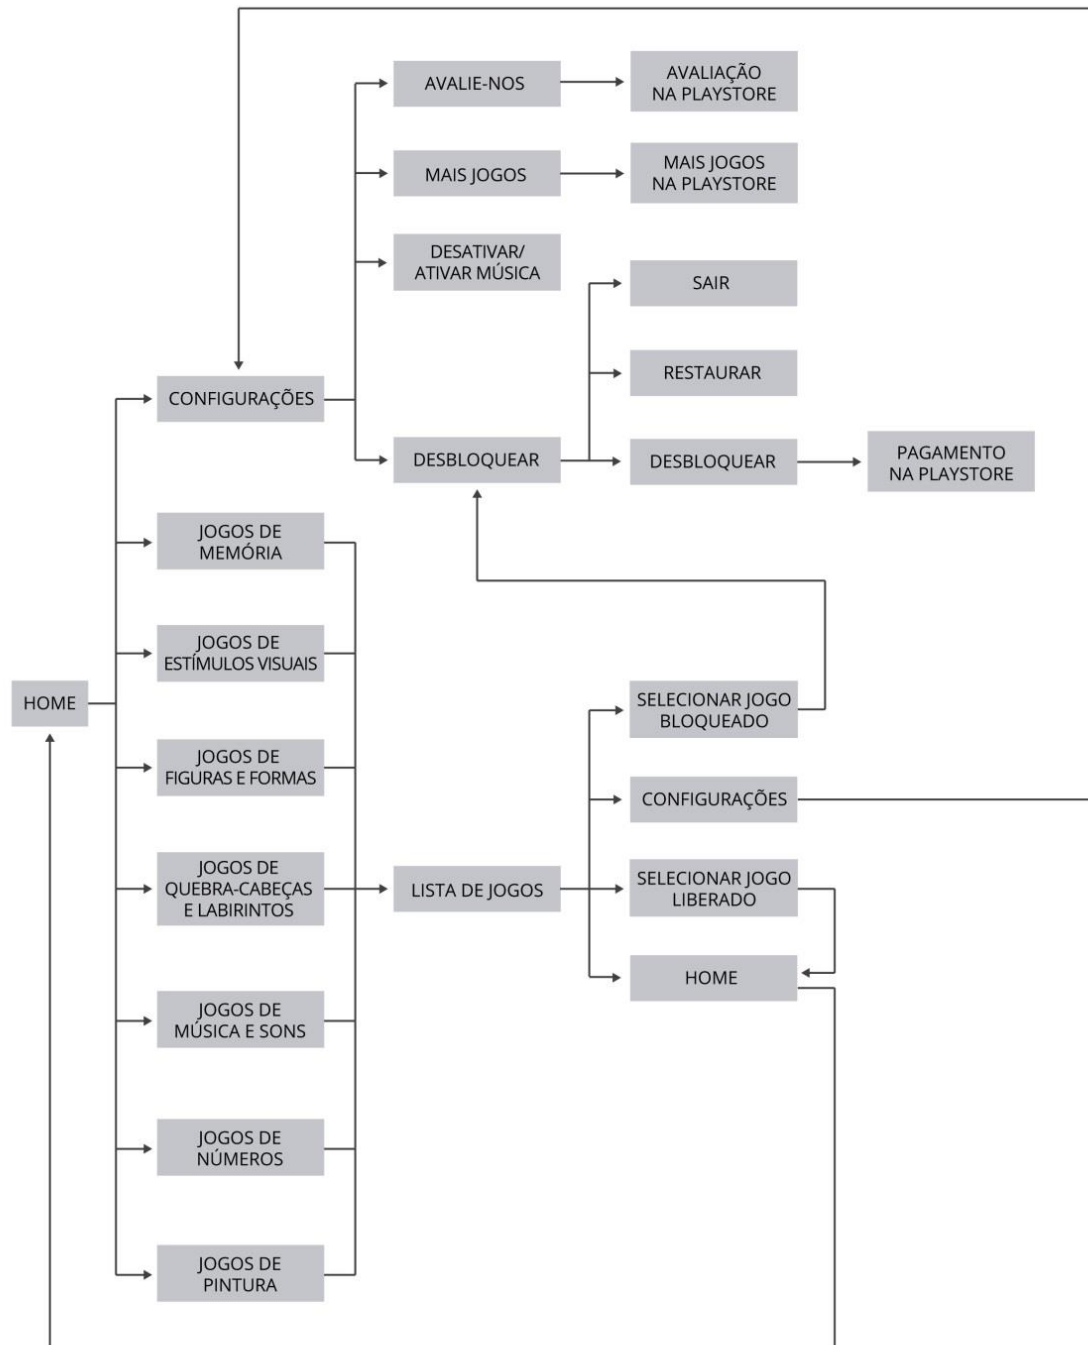 AVALIE-NOS
AVALIAÇÃO
NA PLAYSTORE
MAIS JOGOS
MAIS JOGOS
NA PLAYSTORE
DESATIVAR/
ATIVAR MÚSICA
SAIR
RESTAURAR
CONFIGURAÇÕES
DESBLOQUEAR
DESBLOQUEAR
PAGAMENTO
NA PLAYSTORE
JOGOS DE
MEMÓRIA
JOGOS DE
ESTÍMULOS VISUAIS
HOME
SELECIONAR JOGO
BLOQUEADO
JOGOS DE
FIGURAS E FORMAS
CONFIGURAÇÕES
JOGOS DE
QUEBRA-CABEÇAS
E LABIRINTOS
LISTA DE JOGOS
SELECIONAR JOGO
LIBERADO
HOME
JOGOS DE
MÚSICA E SONS
JOGOS DE
NÚMEROS
JOGOS DE
PINTURA